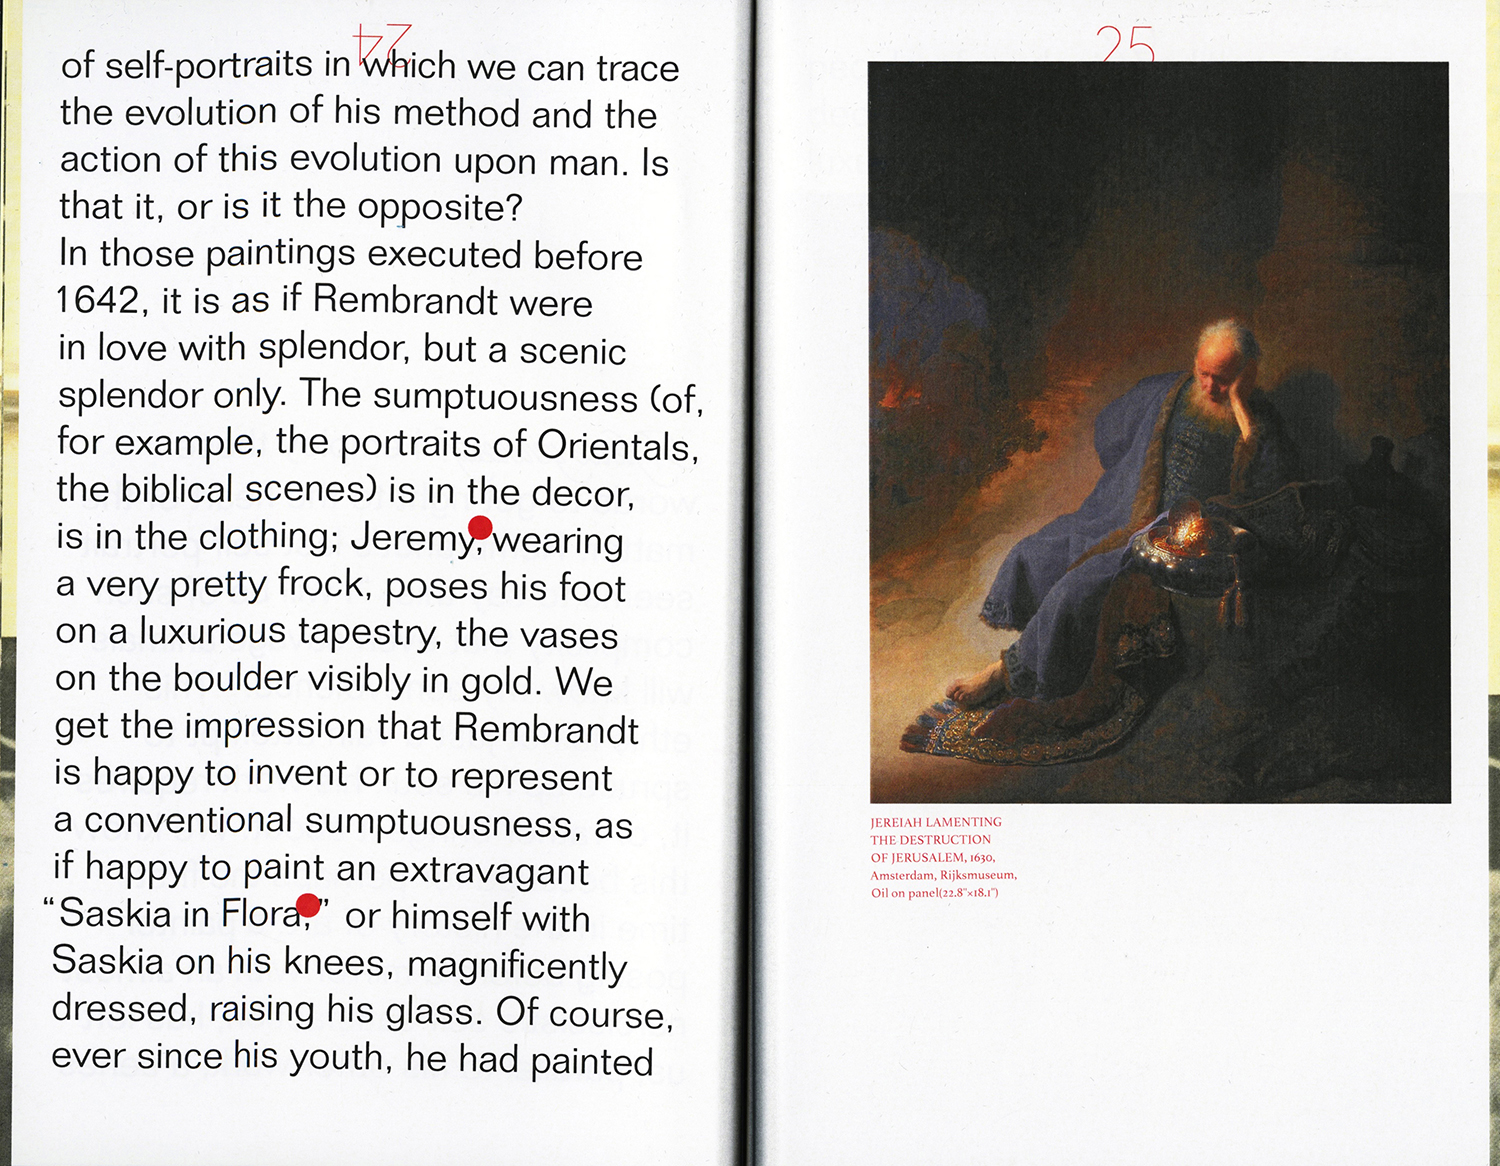 24
of self-portraits in which we can trace
the evolution of his method and the
action of this evolution upon man. Is
that it, or is it the opposite?
In those paintings executed before
1642, it is as if Rembrandt were
in love with splendor, but a scenic
splendor only. The sumptuousness (of,
for example, the portraits of Orientals,
the biblical scenes) is in the decor,
is in the clothing; Jeremy, wearing
a very pretty frock, poses his foot
on a luxurious tapestry, the vases
on the boulder visibly in gold. We
get the impression that Rembrandt
is happy to invent or to represent
a conventional sumptuousness, as
if happy to paint an extravagant
“Saskia in Flora,” or himself with
Saskia on his knees, magnificently
dressed, raising his glass. Of course,
ever since his youth, he had painted
25
JEREIAH LAMENTING
THE DESTRUCTION
OF JERUSALEM, 1630,
Amsterdam, Rijksmuseum,
Oil on panel(22.8"×18.1")